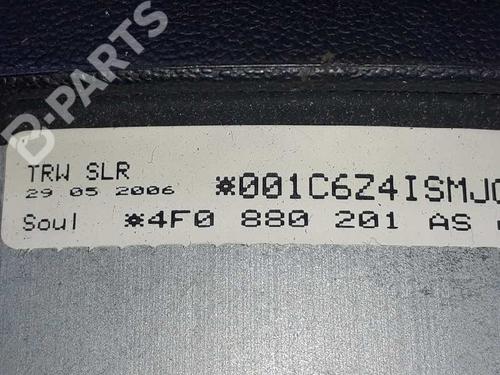 B-PARTS
TRW SLR *001C6Z4ISMJ
29 05 2006
Soul *4F0 880 201 AS